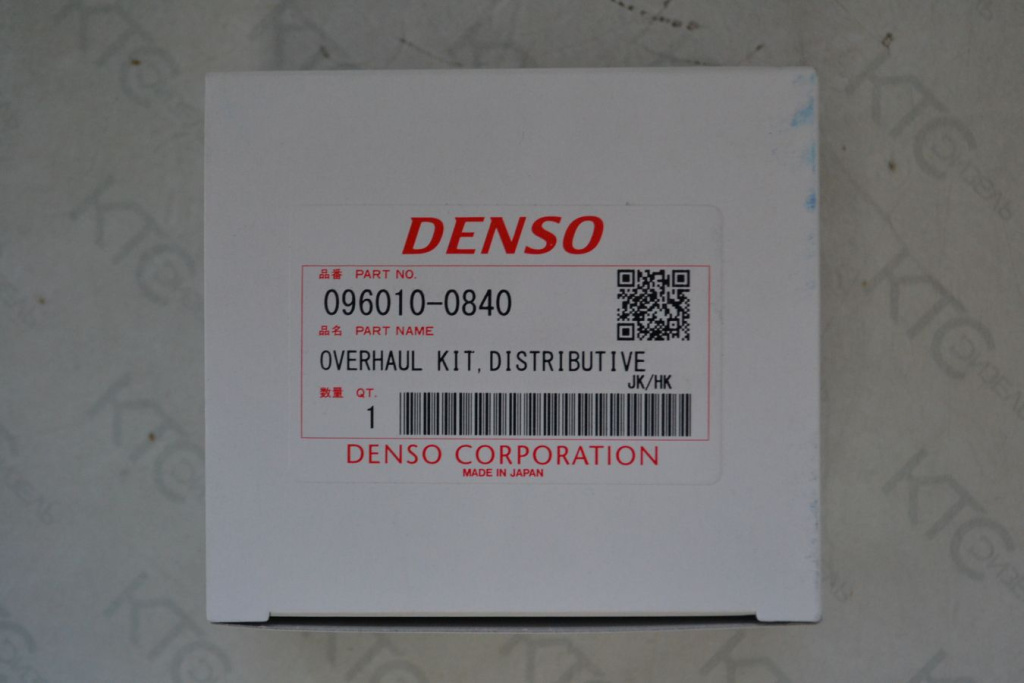 DENSO
品番 PART NO.
096010-0840
品名 PART NAME
OVERHAUL KIT,DISTRIBUTIVE
JK/HK
数量 QT.
1
DENSO CORPORATION
MADE IN JAPAN